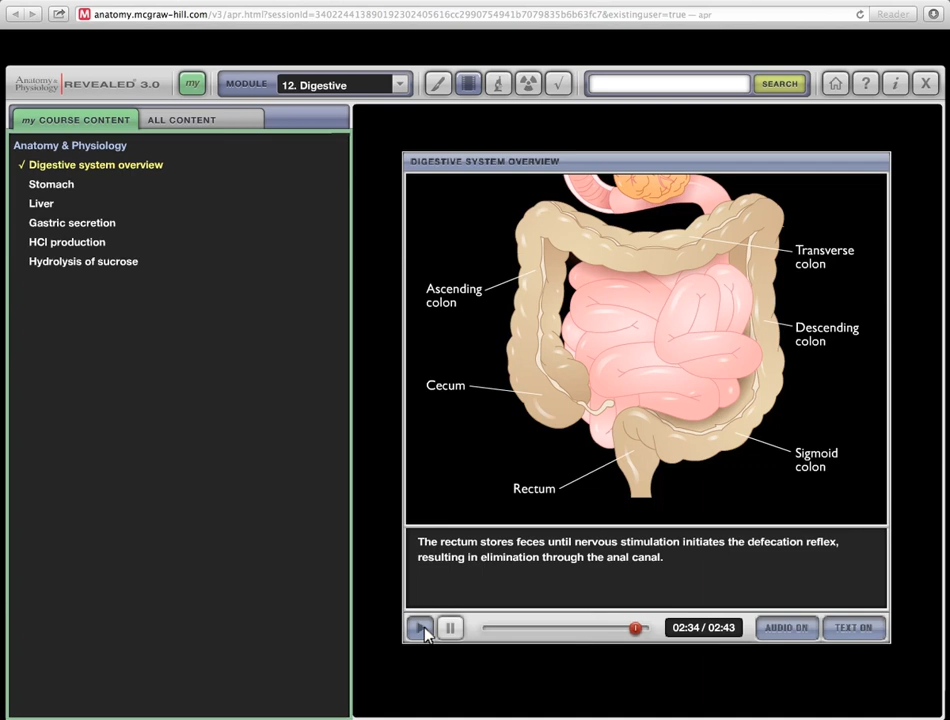 anatomy.mcgraw-hill.com/v3/apr.html?sessionId=340224413890192302405616cc2990754941b7079835b6b63fc7&existinguser=true — apr
Reader
Anatomy & Physiology REVEALED® 3.0
my
MODULE
12. Digestive
SEARCH
? i X
my COURSE CONTENT
ALL CONTENT
Anatomy & Physiology
√ Digestive system overview
Stomach
Liver
Gastric secretion
HCl production
Hydrolysis of sucrose
DIGESTIVE SYSTEM OVERVIEW
Transverse
colon
Ascending
colon
Descending
colon
Cecum
Sigmoid
colon
Rectum
The rectum stores feces until nervous stimulation initiates the defecation reflex,
resulting in elimination through the anal canal.
02:34 / 02:43
AUDIO ON
TEXT ON